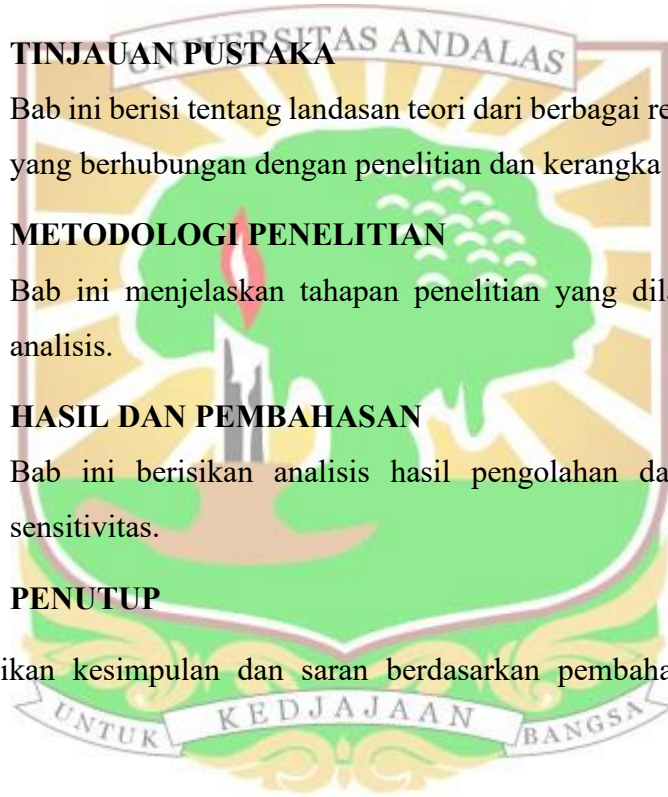 UNIVERSITAS ANDALAS
TINJAUAN PUSTAKA
Bab ini berisi tentang landasan teori dari berbagai re
yang berhubungan dengan penelitian dan kerangka
METODOLOGI PENELITIAN
Bab ini menjelaskan tahapan penelitian yang dila
analisis.
HASIL DAN PEMBAHASAN
Bab ini berisikan analisis hasil pengolahan da
sensitivitas.
PENUTUP
ikan kesimpulan dan saran berdasarkan pembaha
UNTUK KEDJAJAAN BANGSA